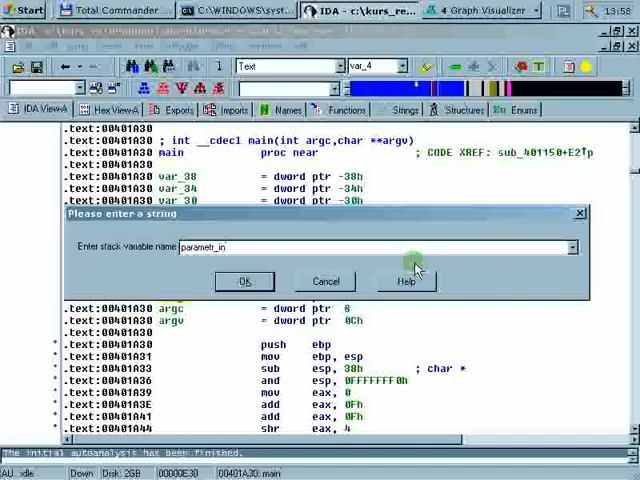 Start Total Commander... C:\WINDOWS\syst... IDA - c:\kurs_re... 4 Graph Visualizer 13:58
Text var_4
IDA View-A Hex View-A Exports Imports Names Functions Strings Structures Enums
.text:00401A30
.text:00401A30 ; int __cdecl main(int argc,char **argv)
.text:00401A30 main proc near ; CODE XREF: sub_401150+E2↑p
.text:00401A30
.text:00401A30 var_38 = dword ptr -38h
.text:00401A30 var_34 = dword ptr -34h
.text:00401A30 var_30 = dword ptr -30h
Please enter a string
Enter stack variable name parametr_in
OK Cancel Help
.text:00401A30 argc = dword ptr 8
.text:00401A30 argv = dword ptr 0Ch
.text:00401A30
.text:00401A30 push ebp
.text:00401A31 mov ebp, esp
.text:00401A33 sub esp, 38h ; char *
.text:00401A36 and esp, 0FFFFFFF0h
.text:00401A39 mov eax, 0
.text:00401A3E add eax, 0Fh
.text:00401A41 add eax, 0Fh
.text:00401A44 shr eax, 4
The initial autoanalysis has been finished.
AU: idle Down Disk: 2GB 00000E30 00401A30: main